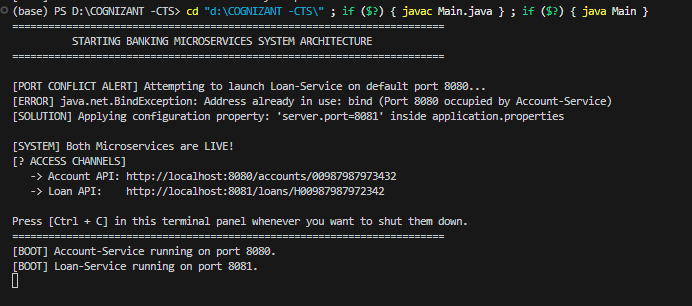 (base) PS D:\COGNIZANT -CTS> cd "d:\COGNIZANT -CTS\" ; if ($?) { javac Main.java } ; if ($?) { java Main }
========================================================================
STARTING BANKING MICROSERVICES SYSTEM ARCHITECTURE
========================================================================
[PORT CONFLICT ALERT] Attempting to launch Loan-Service on default port 8080...
[ERROR] java.net.BindException: Address already in use: bind (Port 8080 occupied by Account-Service)
[SOLUTION] Applying configuration property: 'server.port=8081' inside application.properties
[SYSTEM] Both Microservices are LIVE!
[? ACCESS CHANNELS]
-> Account API: http://localhost:8080/accounts/00987987973432
-> Loan API: http://localhost:8081/loans/H00987987972342
Press [Ctrl + C] in this terminal panel whenever you want to shut them down.
========================================================================
[BOOT] Account-Service running on port 8080.
[BOOT] Loan-Service running on port 8081.